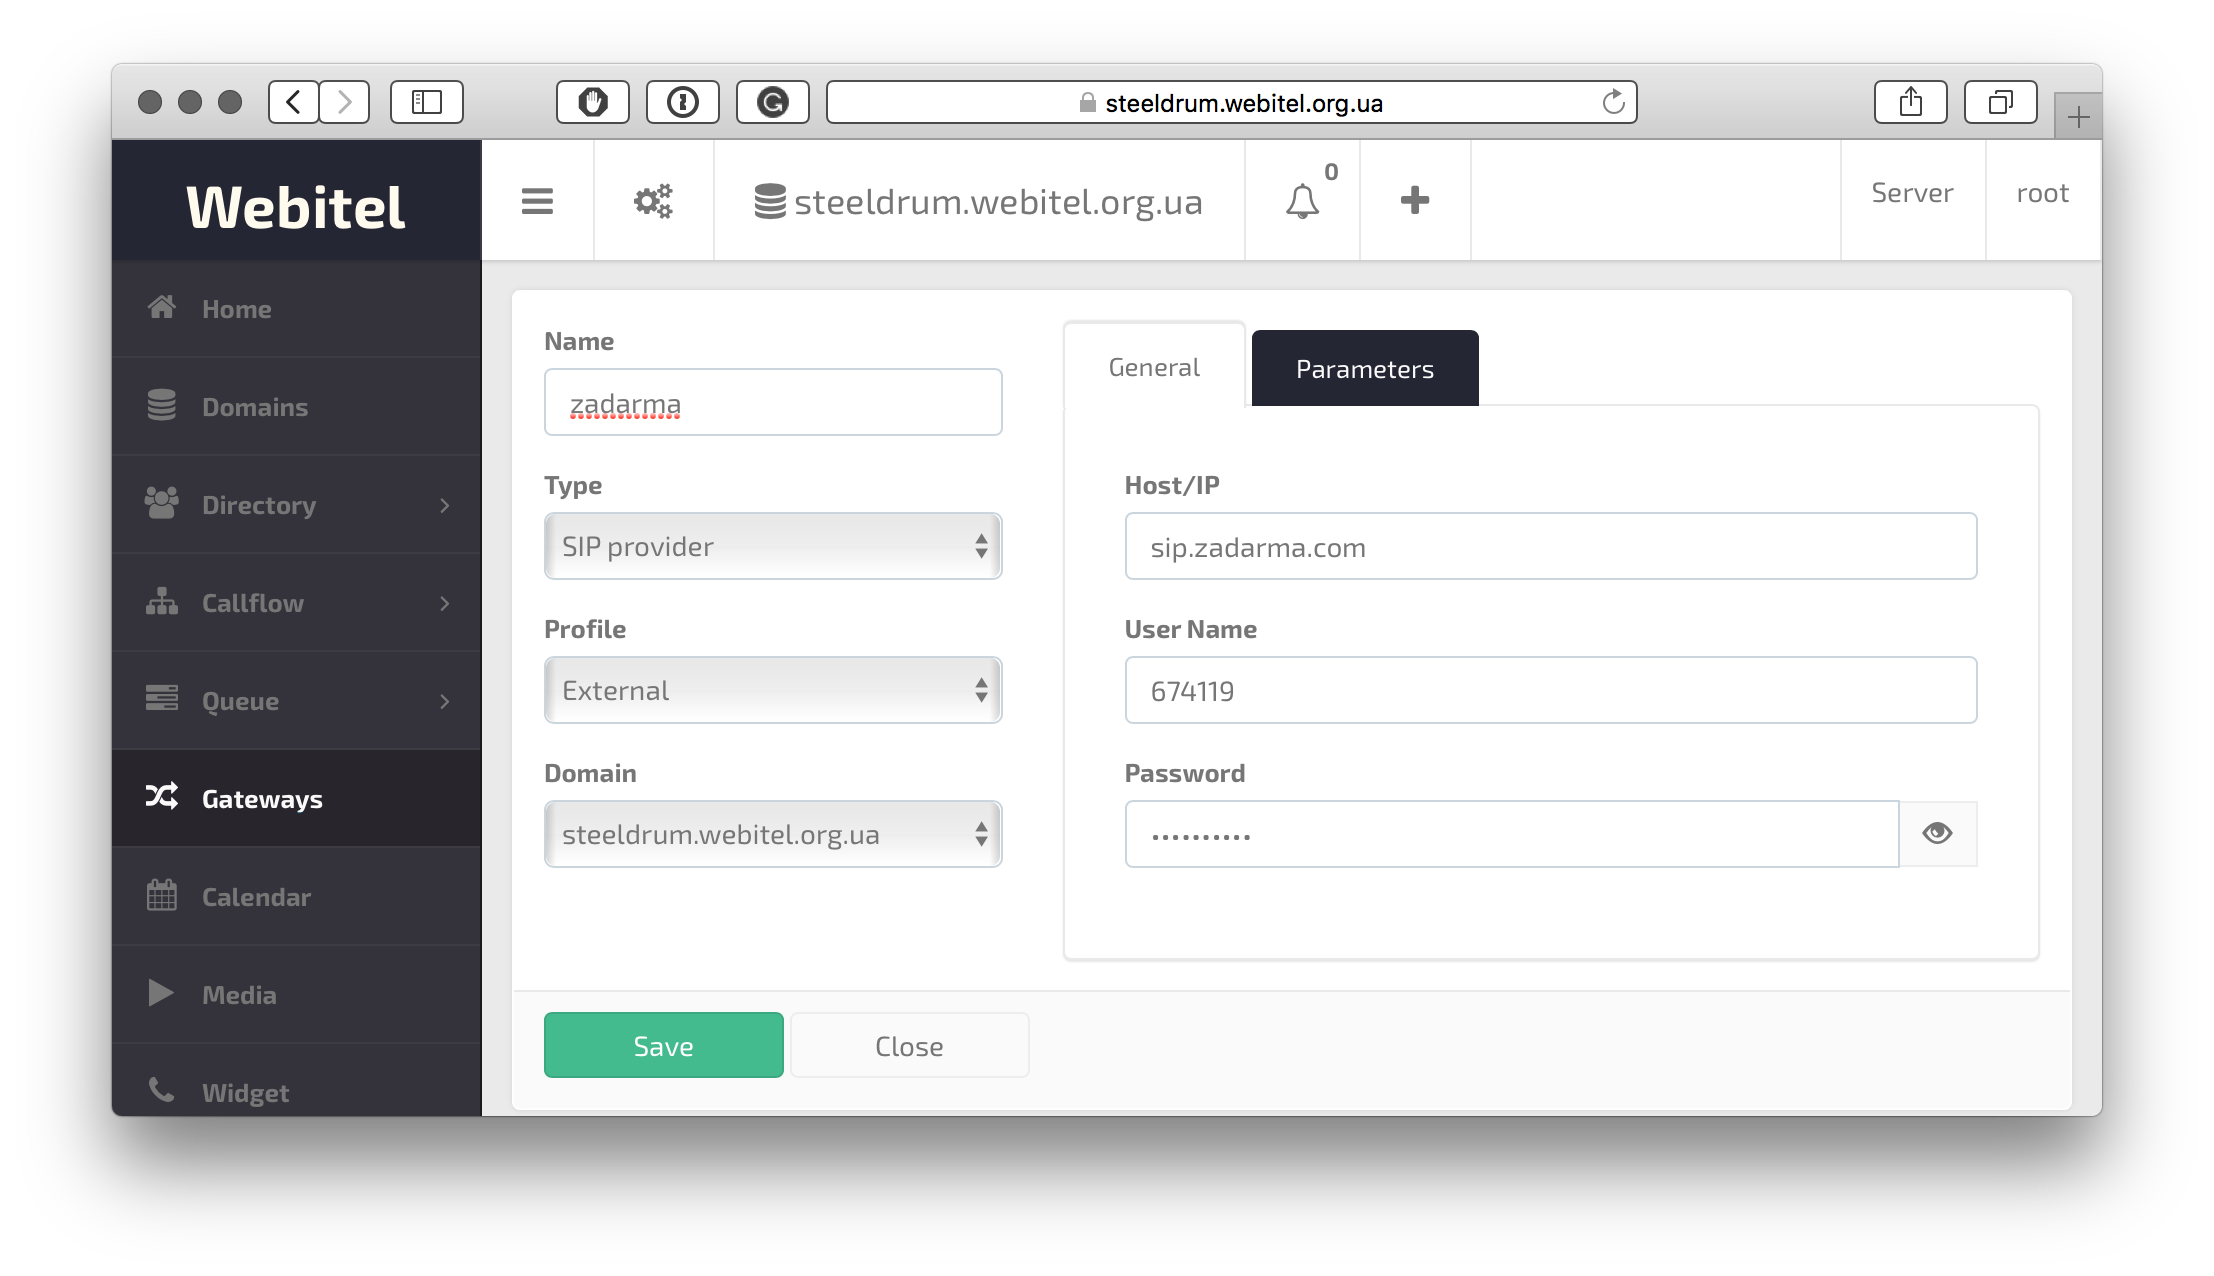 steeldrum.webitel.org.ua
Webitel
steeldrum.webitel.org.ua
0
Server
root
Home
Domains
Directory
Callflow
Queue
Gateways
Calendar
Media
Widget
Name
zadarma
Type
SIP provider
Profile
External
Domain
steeldrum.webitel.org.ua
General
Parameters
Host/IP
sip.zadarma.com
User Name
674119
Password
••••••••••
Save
Close